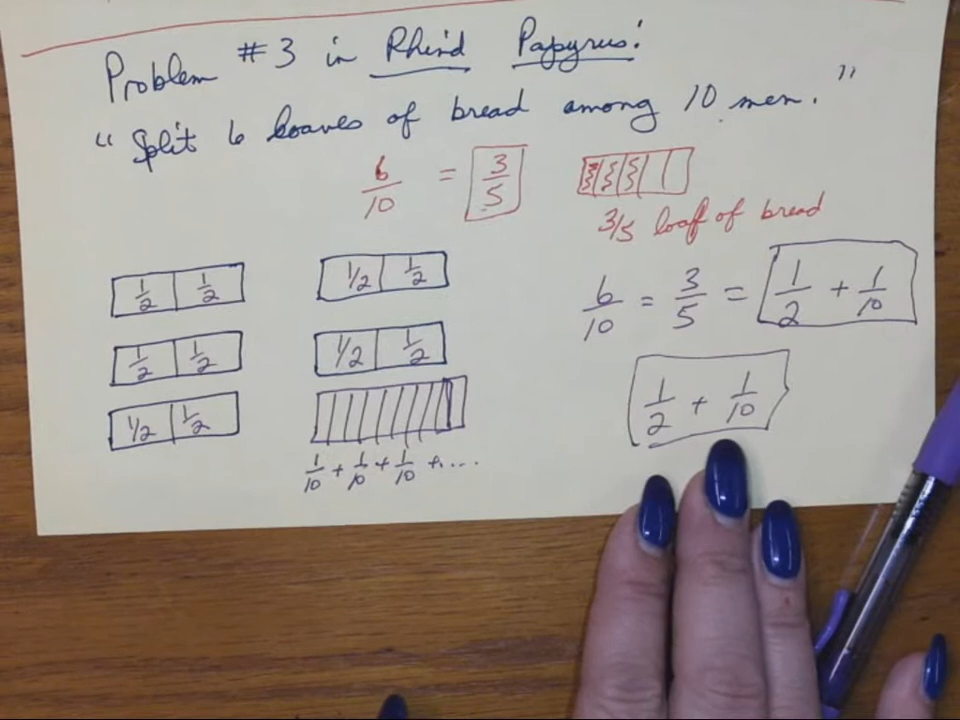 Problem #3 in Rhind Papyrus:
"Split 6 loaves of bread among 10 men."
6/10 = 3/5
3/5 loaf of bread
1/2 1/2 1/2 1/2
6/10 = 3/5 = 1/2 + 1/10
1/2 1/2 1/2 1/2
1/2 1/2
1/2 + 1/10
1/10 + 1/10 + 1/10 + ....